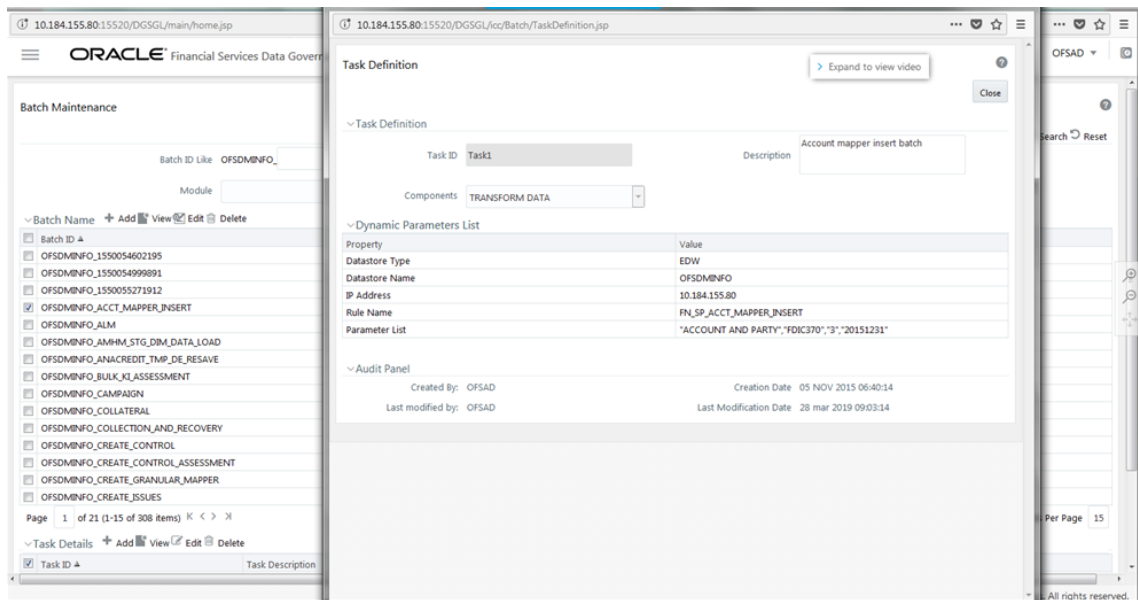 10.184.155.80:15520/DGSGL/main/home.jsp
ORACLE Financial Services Data Govern
OFSAD
Batch Maintenance
Search Reset
Batch ID Like OFSDMINFO_
Module
Batch Name Add View Edit Delete
Batch ID
OFSDMINFO_1550054602195
OFSDMINFO_1550054999891
OFSDMINFO_1550055271912
OFSDMINFO_ACCT_MAPPER_INSERT
OFSDMINFO_ALM
OFSDMINFO_AMHM_STG_DIM_DATA_LOAD
OFSDMINFO_ANACREDIT_TMP_DE_RESAVE
OFSDMINFO_BULK_KI_ASSESSMENT
OFSDMINFO_CAMPAIGN
OFSDMINFO_COLLATERAL
OFSDMINFO_COLLECTION_AND_RECOVERY
OFSDMINFO_CREATE_CONTROL
OFSDMINFO_CREATE_CONTROL_ASSESSMENT
OFSDMINFO_CREATE_GRANULAR_MAPPER
OFSDMINFO_CREATE_ISSUES
Page 1 of 21 (1-15 of 308 items)
Per Page 15
Task Details Add View Edit Delete
Task ID Task Description
All rights reserved.
10.184.155.80:15520/DGSGL/icc/Batch/TaskDefinition.jsp
Task Definition
Expand to view video
Close
Task Definition
Task ID Task1
Description Account mapper insert batch
Components TRANSFORM DATA
Dynamic Parameters List
Property Value
Datastore Type EDW
Datastore Name OFSDMINFO
IP Address 10.184.155.80
Rule Name FN_SP_ACCT_MAPPER_INSERT
Parameter List "ACCOUNT AND PARTY","FDIC370","3","20151231"
Audit Panel
Created By: OFSAD Creation Date 05 NOV 2015 06:40:14
Last modified by: OFSAD Last Modification Date 28 mar 2019 09:03:14